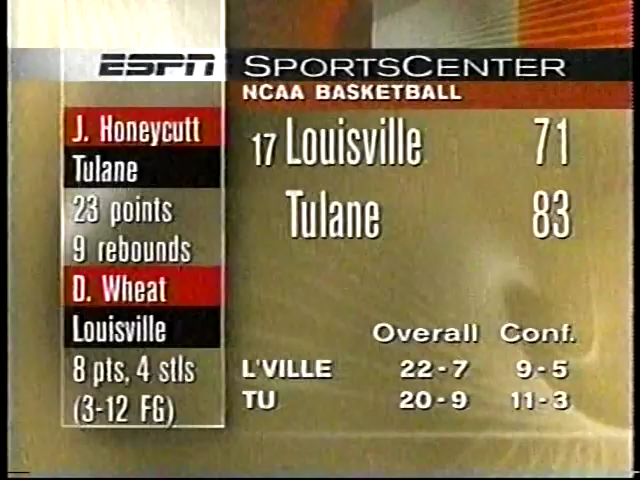 ESPN SPORTSCENTER
NCAA BASKETBALL
J. Honeycutt
Tulane
23 points
9 rebounds
D. Wheat
Louisville
8 pts, 4 stls
(3-12 FG)
17 Louisville 71
Tulane 83
Overall Conf.
L'VILLE 22-7 9-5
TU 20-9 11-3